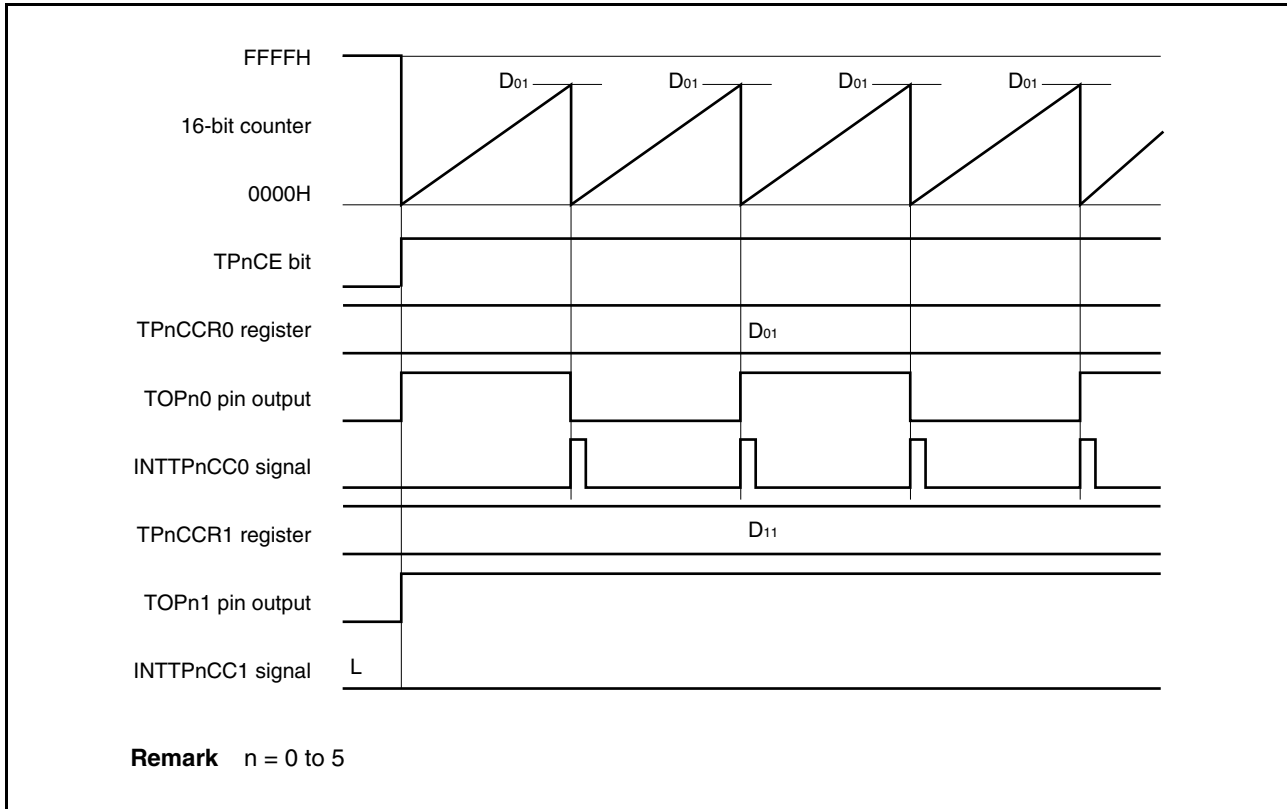 FFFFH
D01 D01 D01 D01
16-bit counter
0000H
TPnCE bit
TPnCCR0 register D01
TOPn0 pin output
INTTPnCC0 signal
TPnCCR1 register D11
TOPn1 pin output
INTTPnCC1 signal L
Remark n = 0 to 5